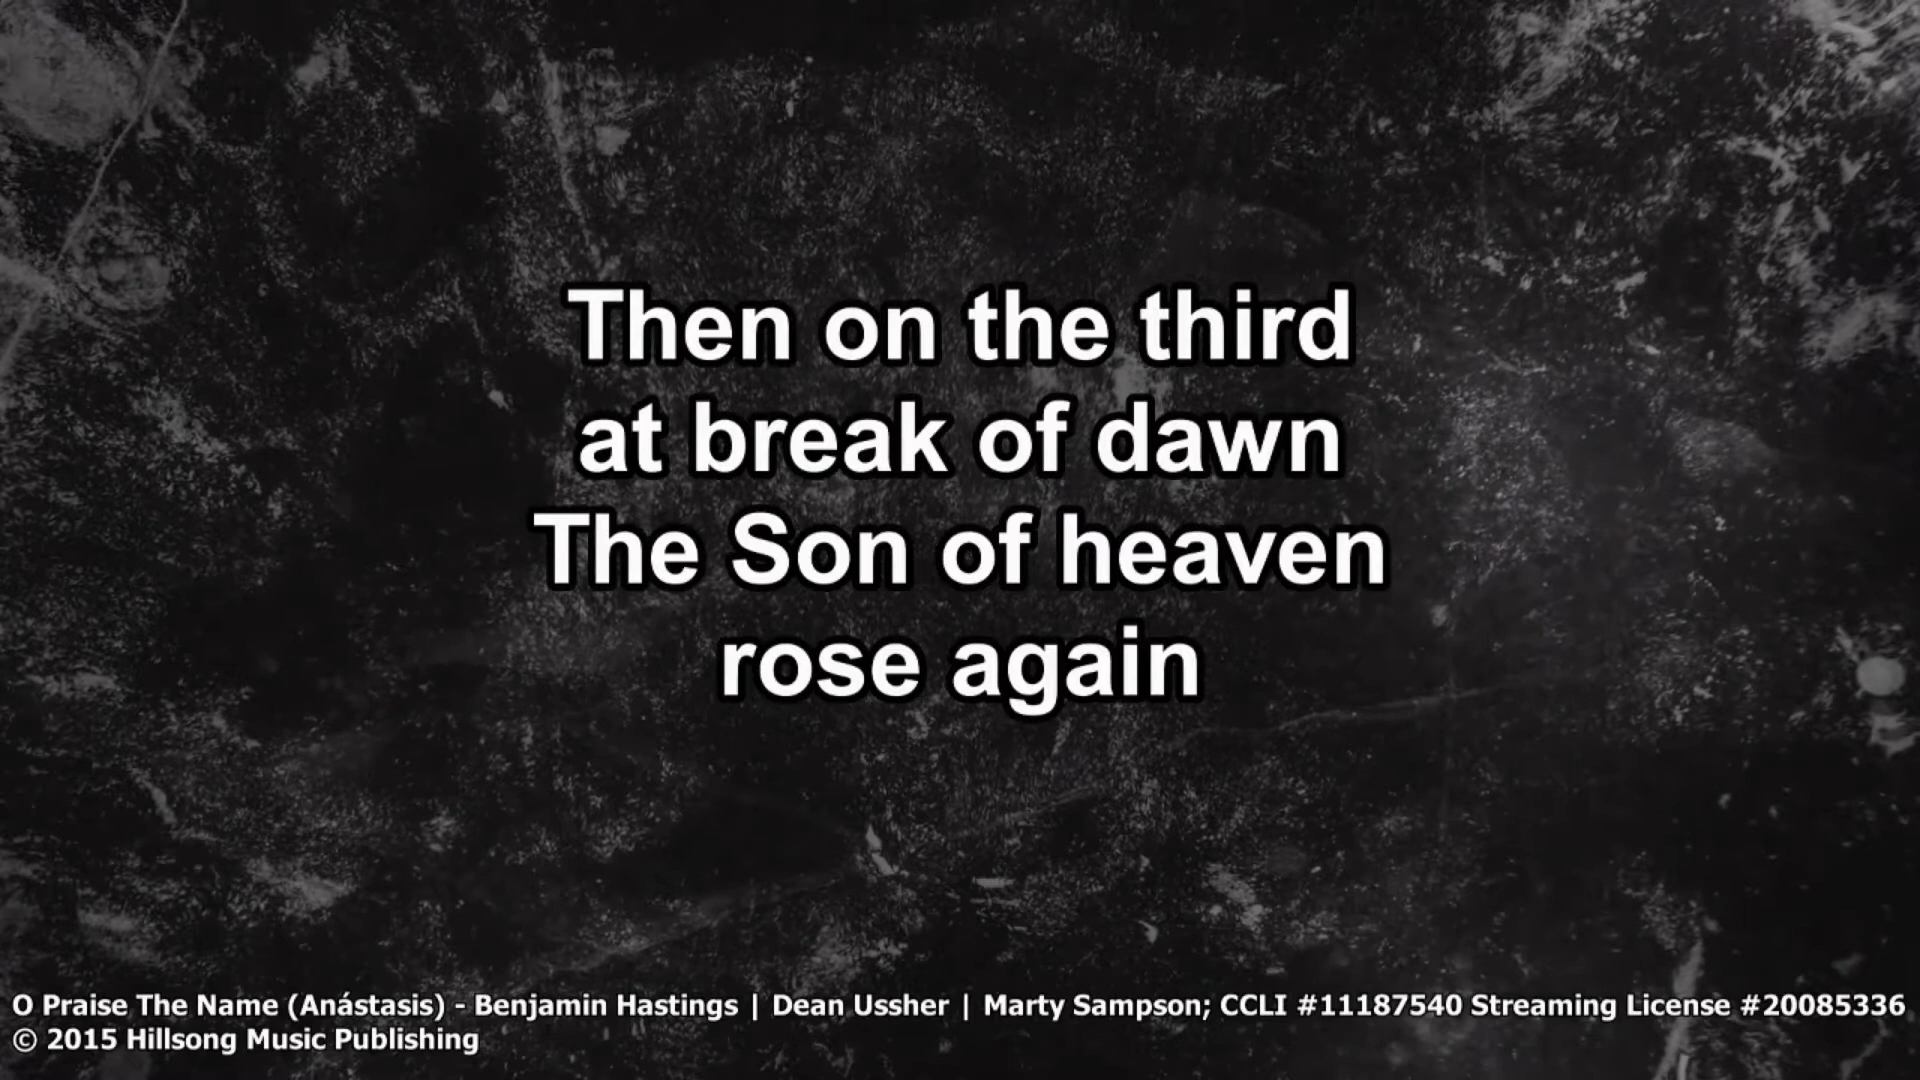 Then on the third
at break of dawn
The Son of heaven
rose again
O Praise The Name (Anástasis) - Benjamin Hastings | Dean Ussher | Marty Sampson; CCLI #11187540 Streaming License #20085336
© 2015 Hillsong Music Publishing